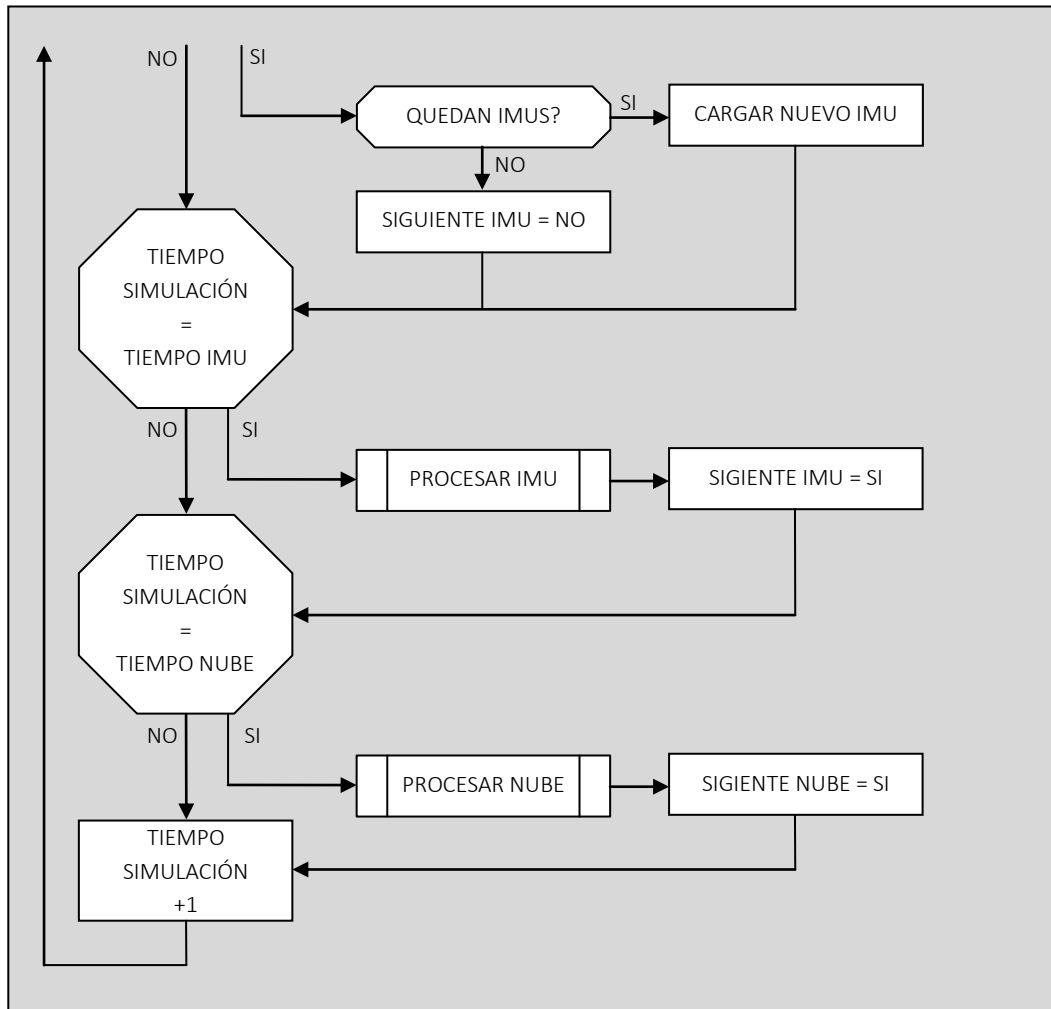 NO
SI
QUEDAN IMUS?
SI
CARGAR NUEVO IMU
NO
SIGUIENTE IMU = NO
TIEMPO
SIMULACIÓN
=
TIEMPO IMU
NO
SI
PROCESAR IMU
SIGIENTE IMU = SI
TIEMPO
SIMULACIÓN
=
TIEMPO NUBE
NO
SI
PROCESAR NUBE
SIGIENTE NUBE = SI
TIEMPO
SIMULACIÓN
+1